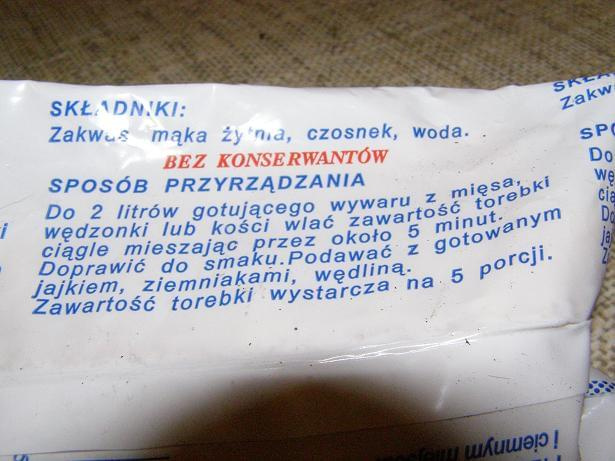 SKŁADNIKI:
Zakwas mąka żytnia, czosnek, woda.
BEZ KONSERWANTÓW
SPOSÓB PRZYRZĄDZANIA
Do 2 litrów gotującego wywaru z mięsa,
wędzonki lub kości wlać zawartość torebki
ciągle mieszając przez około 5 minut.
Doprawić do smaku.Podawać z gotowanym
jajkiem, ziemniakami, wędliną.
Zawartość torebki wystarcza na 5 porcji.
i ciemnym